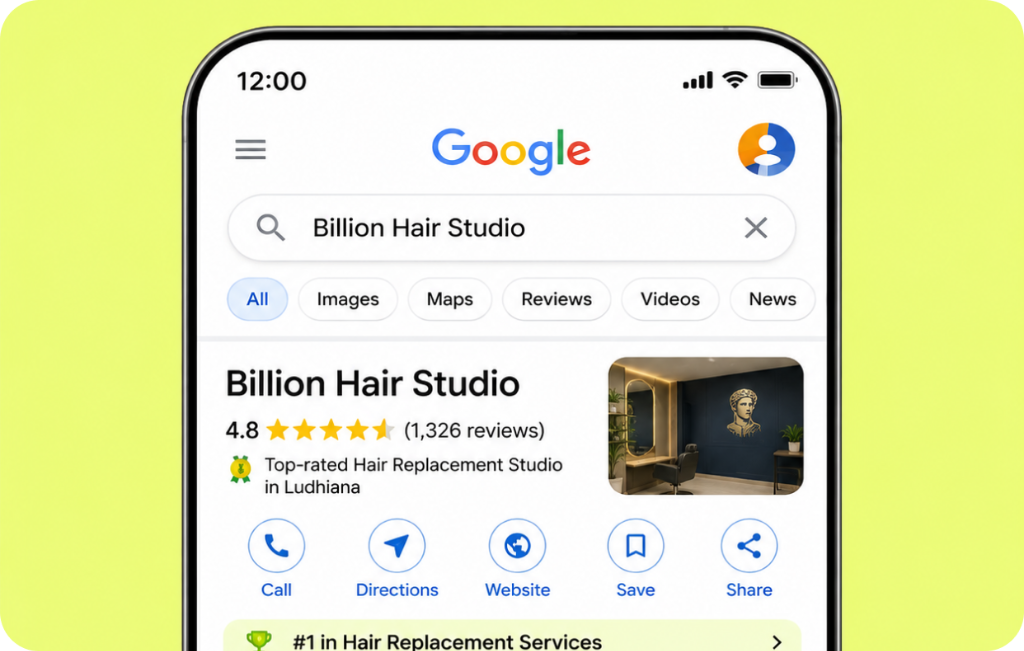 12:00
Google
Billion Hair Studio
All Images Maps Reviews Videos News
Billion Hair Studio
4.8 (1,326 reviews)
Top-rated Hair Replacement Studio
in Ludhiana
Call Directions Website Save Share
#1 in Hair Replacement Services